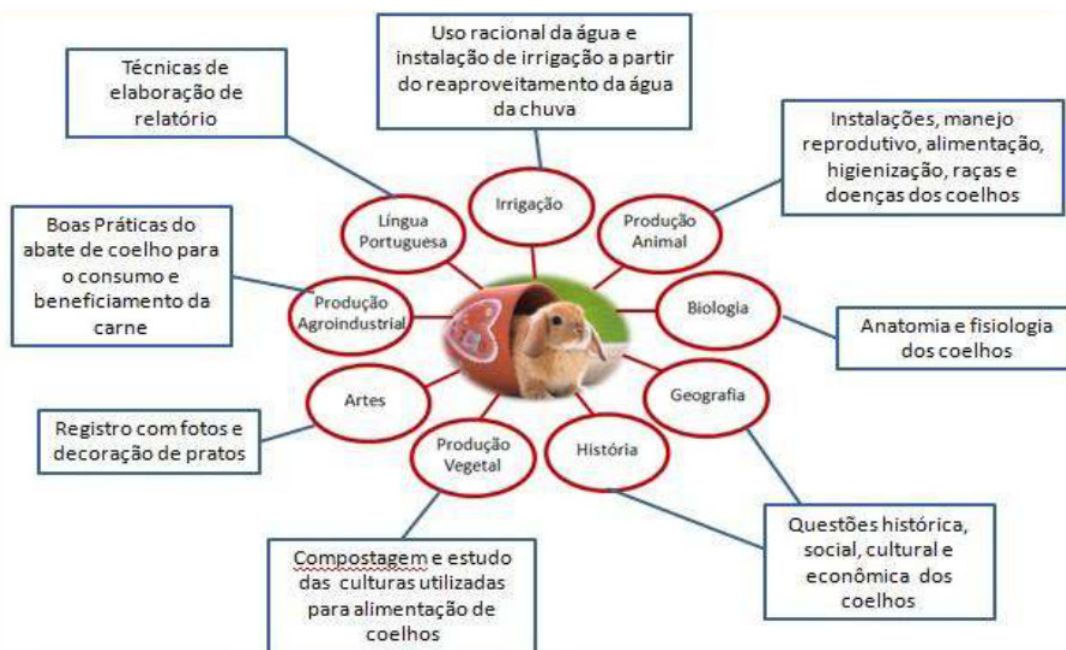 Uso racional da água e
instalação de irrigação a partir
do reaproveitamento da água
da chuva
Técnicas de
elaboração de
relatório
Instalações, manejo
reprodutivo, alimentação,
higienização, raças e
doenças dos coelhos
Irrigação
Língua
Portuguesa
Produção
Animal
Boas Práticas do
abate de coelho para
o consumo e
beneficiamento da
carne
Produção
Agroindustrial
Biologia
Anatomia e fisiologia
dos coelhos
Artes
Geografia
Registro com fotos e
decoração de pratos
Produção
Vegetal
História
Compostagem e estudo
das culturas utilizadas
para alimentação de
coelhos
Questões histórica,
social, cultural e
econômica dos
coelhos